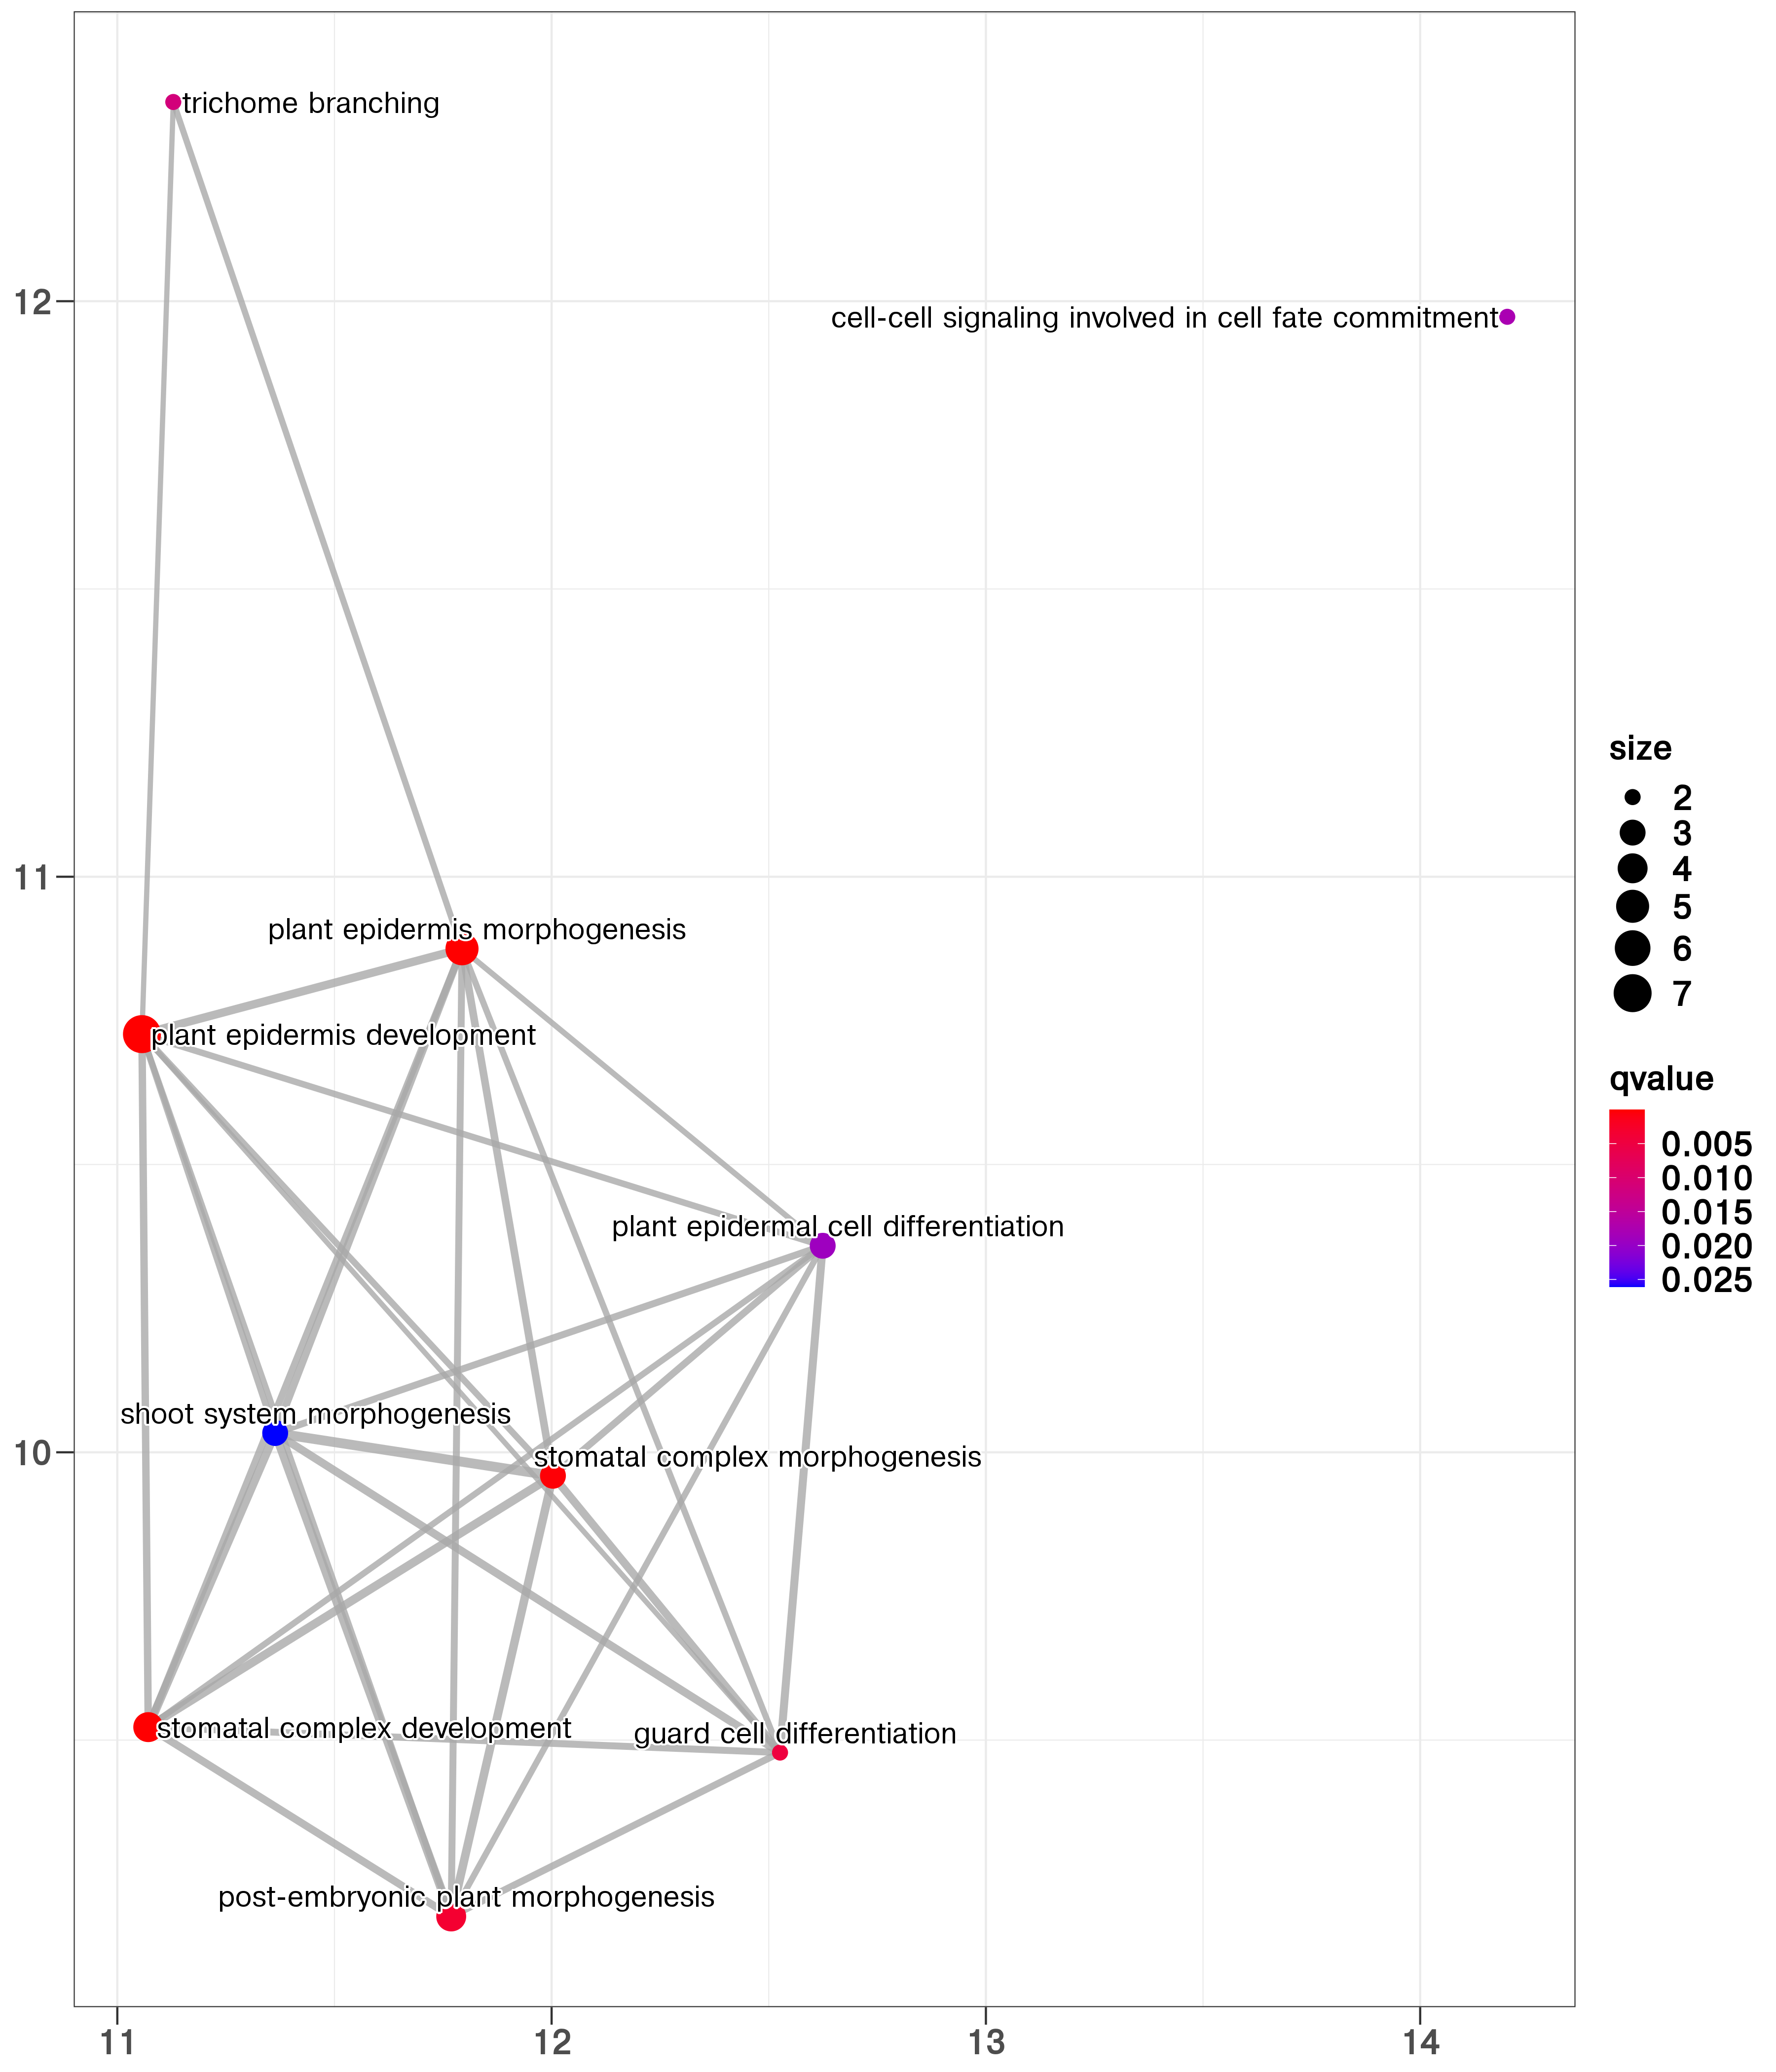 trichome branching
12
cell-cell signaling involved in cell fate commitment
size
2
3
4
5
6
7
11
plant epidermis morphogenesis
plant epidermis development
qvalue
0.005
0.010
0.015
0.020
0.025
plant epidermal cell differentiation
shoot system morphogenesis
10
stomatal complex morphogenesis
stomatal complex development
guard cell differentiation
post-embryonic plant morphogenesis
11
12
13
14